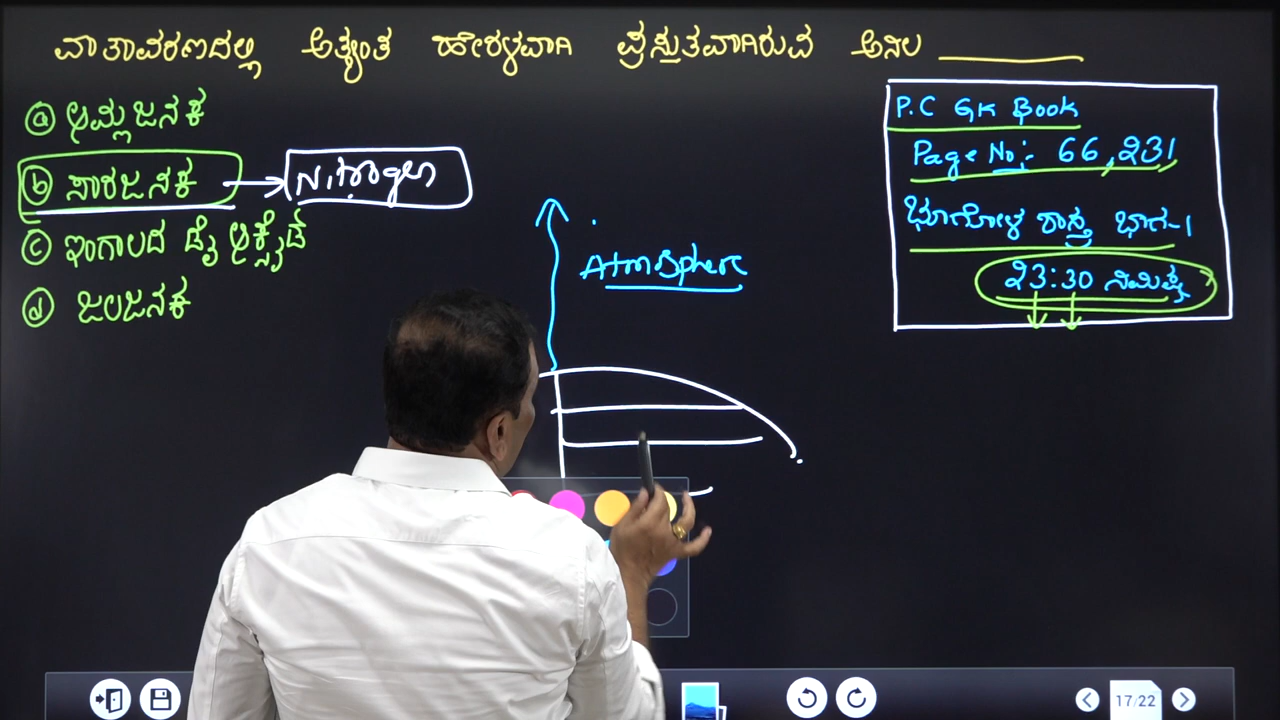 ವಾತಾವರಣದಲ್ಲಿ ಅತ್ಯಂತ ಹೇರಳವಾಗಿ ಪ್ರಸ್ತುತವಾಗಿರುವ ಅನಿಲ ______
ⓐ ಆಮ್ಲಜನಕ
ⓑ ಸಾರಜನಕ → Nitrogen
ⓒ ಇಂಗಾಲದ ಡೈ ಆಕ್ಸೈಡ್
ⓓ ಜಲಜನಕ
Atmosphere
P.C GK Book
Page No:- 66,231
ಭೂಗೋಳ ಶಾಸ್ತ್ರ ಭಾಗ-1
23:30 ನಿಮಿಷ
17/22